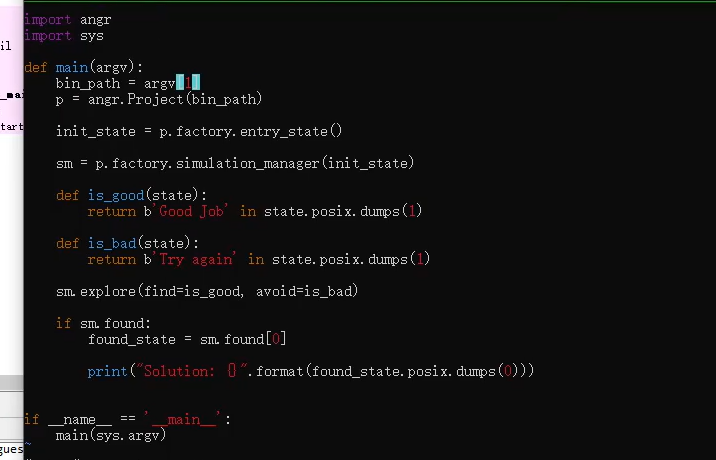 import angr
import sys
il
def main(argv):
bin_path = argv[1]
p = angr.Project(bin_path)
init_state = p.factory.entry_state()
sm = p.factory.simulation_manager(init_state)
def is_good(state):
return b'Good Job' in state.posix.dumps(1)
def is_bad(state):
return b'Try again' in state.posix.dumps(1)
sm.explore(find=is_good, avoid=is_bad)
if sm.found:
found_state = sm.found[0]
print("Solution: {}".format(found_state.posix.dumps(0)))
if __name__ == '__main__':
main(sys.argv)
~
gues